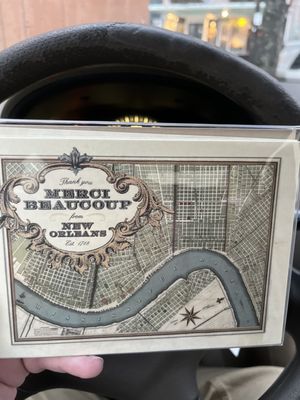 Thank you
MERCI
BEAUCOUP
from
NEW
ORLEANS
Est. 1718